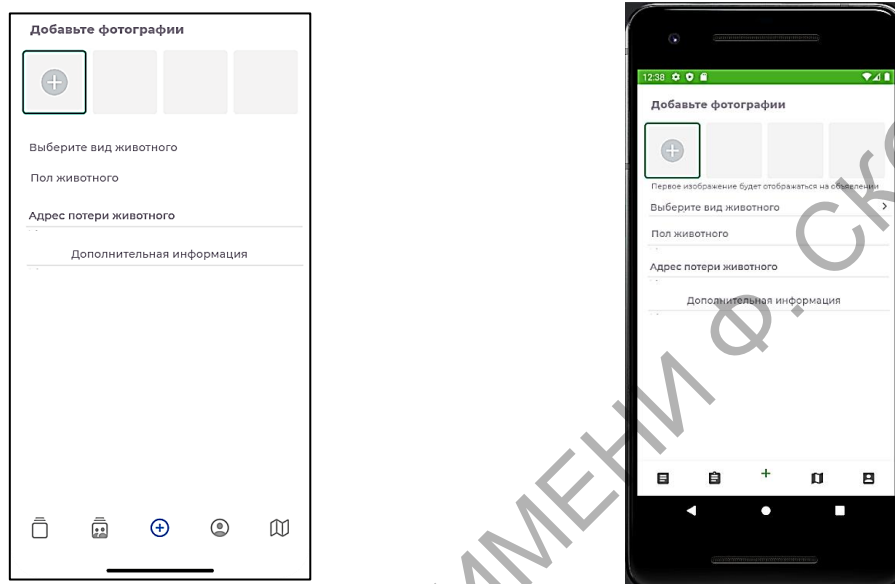 Добавьте фотографии
Выберите вид животного
Пол животного
Адрес потери животного
Дополнительная информация
12:38
Добавьте фотографии
Первое изображение будет отображаться на объявлении
Выберите вид животного
Пол животного
Адрес потери животного
Дополнительная информация
ИМЕНИ Ф. СКО